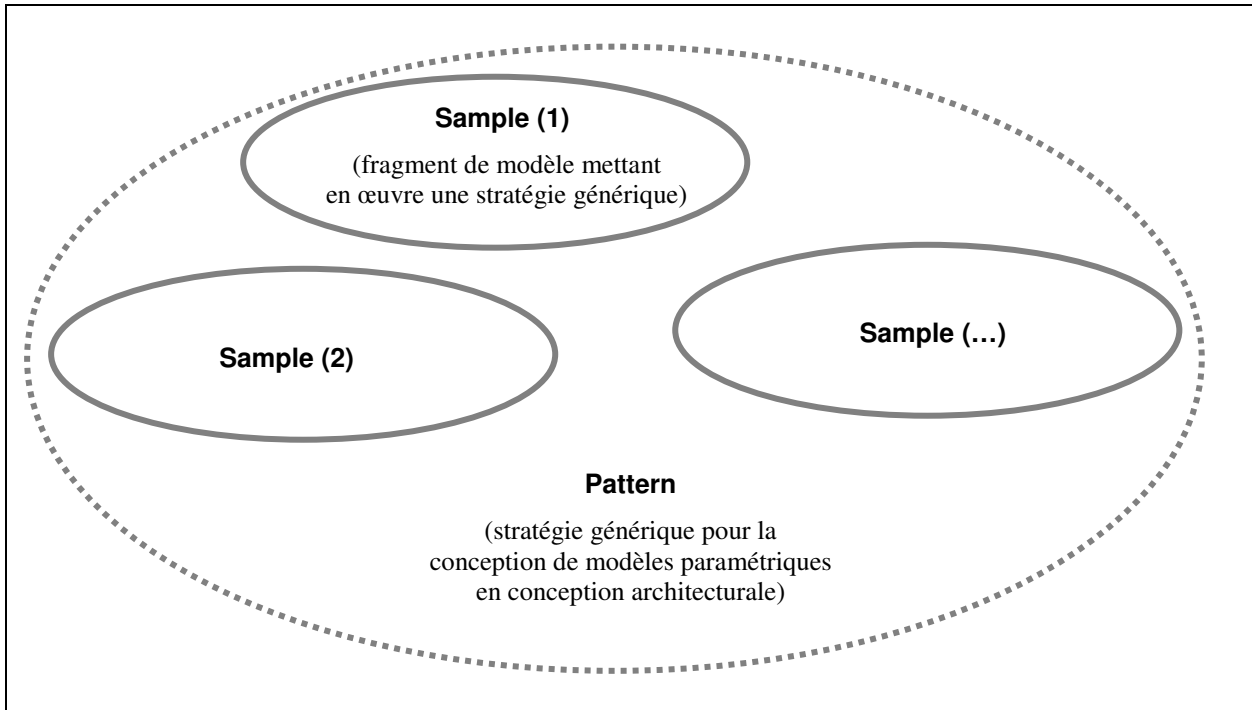 Sample (1)
(fragment de modèle mettant
en œuvre une stratégie générique)
Sample (2)
Sample (…)
Pattern
(stratégie générique pour la
conception de modèles paramétriques
en conception architecturale)